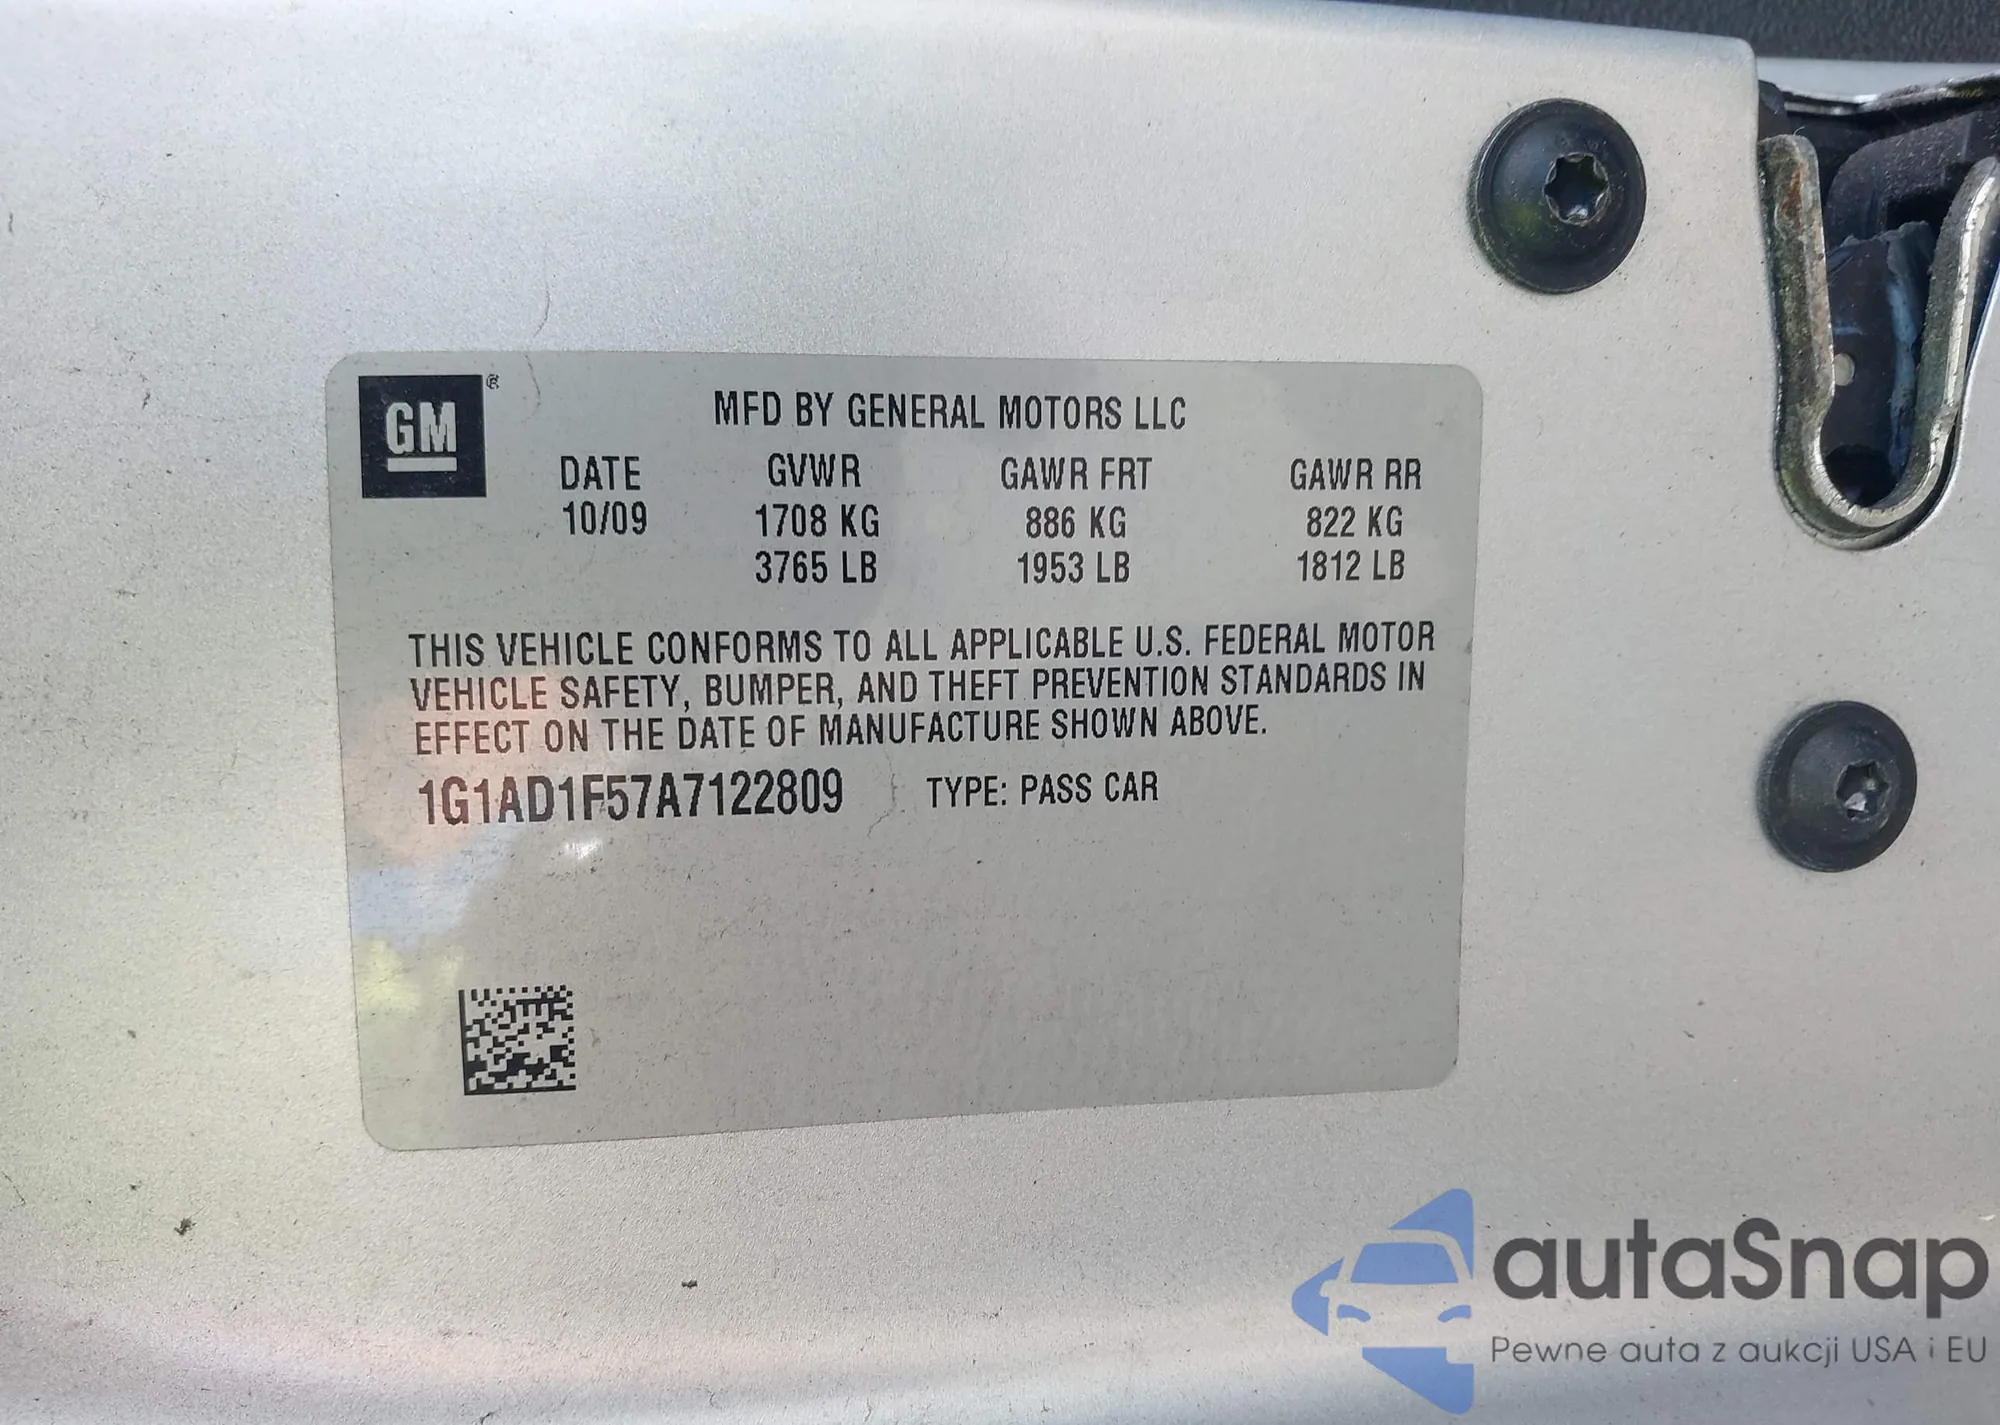 GM ®
MFD BY GENERAL MOTORS LLC
DATE GVWR GAWR FRT GAWR RR
10/09 1708 KG 886 KG 822 KG
3765 LB 1953 LB 1812 LB
THIS VEHICLE CONFORMS TO ALL APPLICABLE U.S. FEDERAL MOTOR
VEHICLE SAFETY, BUMPER, AND THEFT PREVENTION STANDARDS IN
EFFECT ON THE DATE OF MANUFACTURE SHOWN ABOVE.
1G1AD1F57A7122809 TYPE: PASS CAR
autaSnap
Pewne auta z aukcji USA i EU